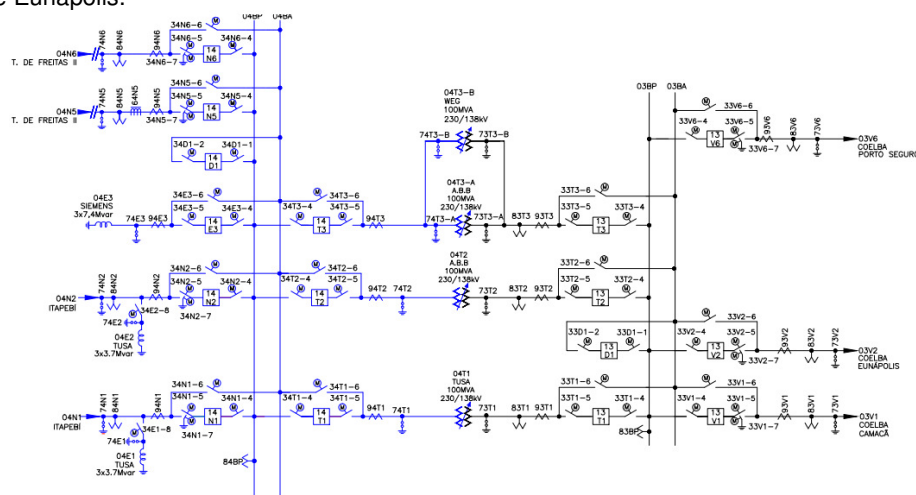 e Eunápolis.
04BP 04BA
34N6-6
34N6-5 34N6-4
74N6 84N6 94N6
14
N6
04N6
T. DE FREITAS II
34N6-7
34N5-6
34N5-5 34N5-4
74N5 84N5 64N5 94N5
14
N5
04N5
T. DE FREITAS II
34N5-7
34D1-2 34D1-1
14
D1
04T3-B
WEG
100MVA
230/138kV
74T3-B 73T3-B
03BP 03BA
33V6-6
33V6-4 33V6-5
13
V6
33V6-7
93V6 83V6 73V6
03V6
COELBA
PORTO SEGURO
04E3
SIEMENS
3x7,4Mvar
74E3 94E3
34E3-6
34E3-5 34E3-4
14
E3
34T3-6
34T3-4 34T3-5
14
T3
94T3
04T3-A
A.B.B
100MVA
230/138kV
74T3-A 73T3-A
83T3 93T3
33T3-6
33T3-5
13
T3
34N2-6
34N2-5 34N2-4
74N2 84N2 94N2
14
N2
04N2
ITAPEBÍ
34N2-7
34E2-8
74E2
04E2
TUSA
3x3.7Mvar
34T2-6
34T2-4 34T2-5
14
T2
94T2 74T2
04T2
A.B.B
100MVA
230/138kV
73T2 83T2 93T2
33T2-6
33T2-5
13
T2
33D1-2 33D1-1
13
D1
33V2-6
33V2-4 33V2-5
13
V2
33V2-7
93V2 83V2 73V2
03V2
COELBA
EUNÁPOLIS
34N1-6
34N1-5 34N1-4
74N1 84N1 94N1
14
N1
04N1
ITAPEBÍ
34N1-7
34E1-8
74E1
04E1
TUSA
3x3.7Mvar
34T1-6
34T1-4 34T1-5
14
T1
94T1 74T1
04T1
TUSA
100MVA
230/138kV
73T1 83T1 93T1
33T1-6
33T1-5 33T1-4
13
T1
33V1-6
33V1-4 33V1-5
13
V1
33V1-7
93V1 83V1 73V1
03V1
COELBA
CAMACÃ
84BP
83BP